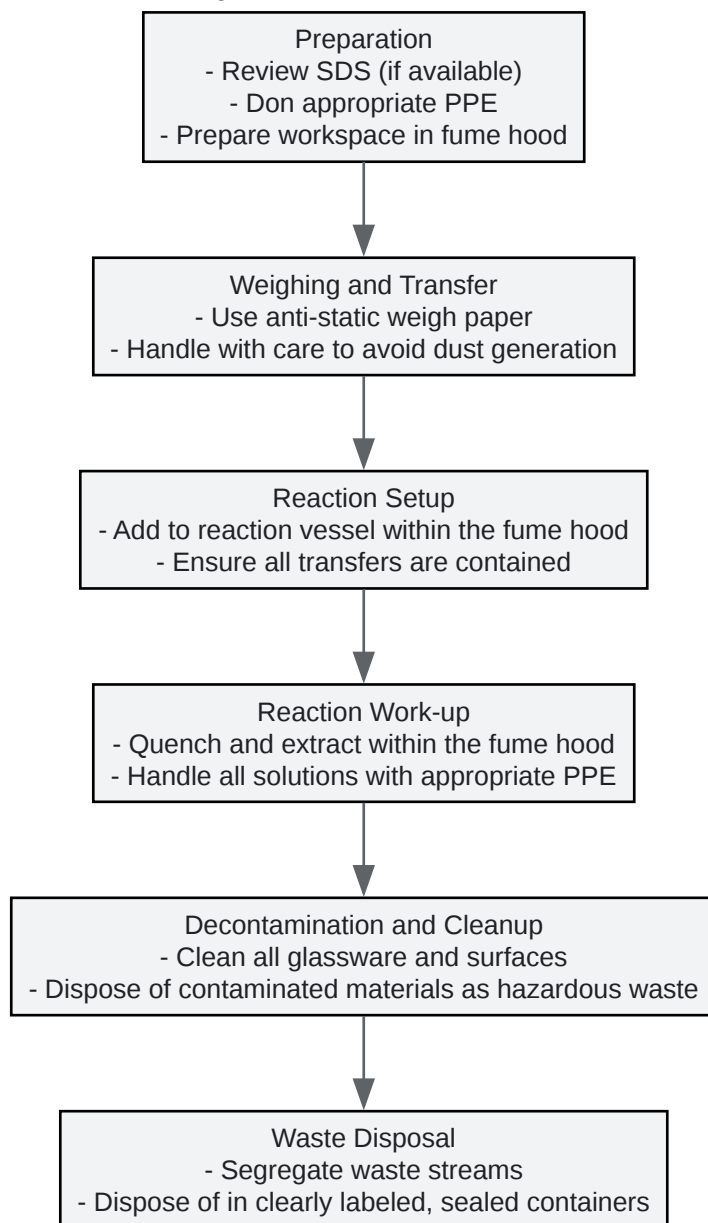 Preparation
- Review SDS (if available)
- Don appropriate PPE
- Prepare workspace in fume hood
Weighing and Transfer
- Use anti-static weigh paper
- Handle with care to avoid dust generation
Reaction Setup
- Add to reaction vessel within the fume hood
- Ensure all transfers are contained
Reaction Work-up
- Quench and extract within the fume hood
- Handle all solutions with appropriate PPE
Decontamination and Cleanup
- Clean all glassware and surfaces
- Dispose of contaminated materials as hazardous waste
Waste Disposal
- Segregate waste streams
- Dispose of in clearly labeled, sealed containers